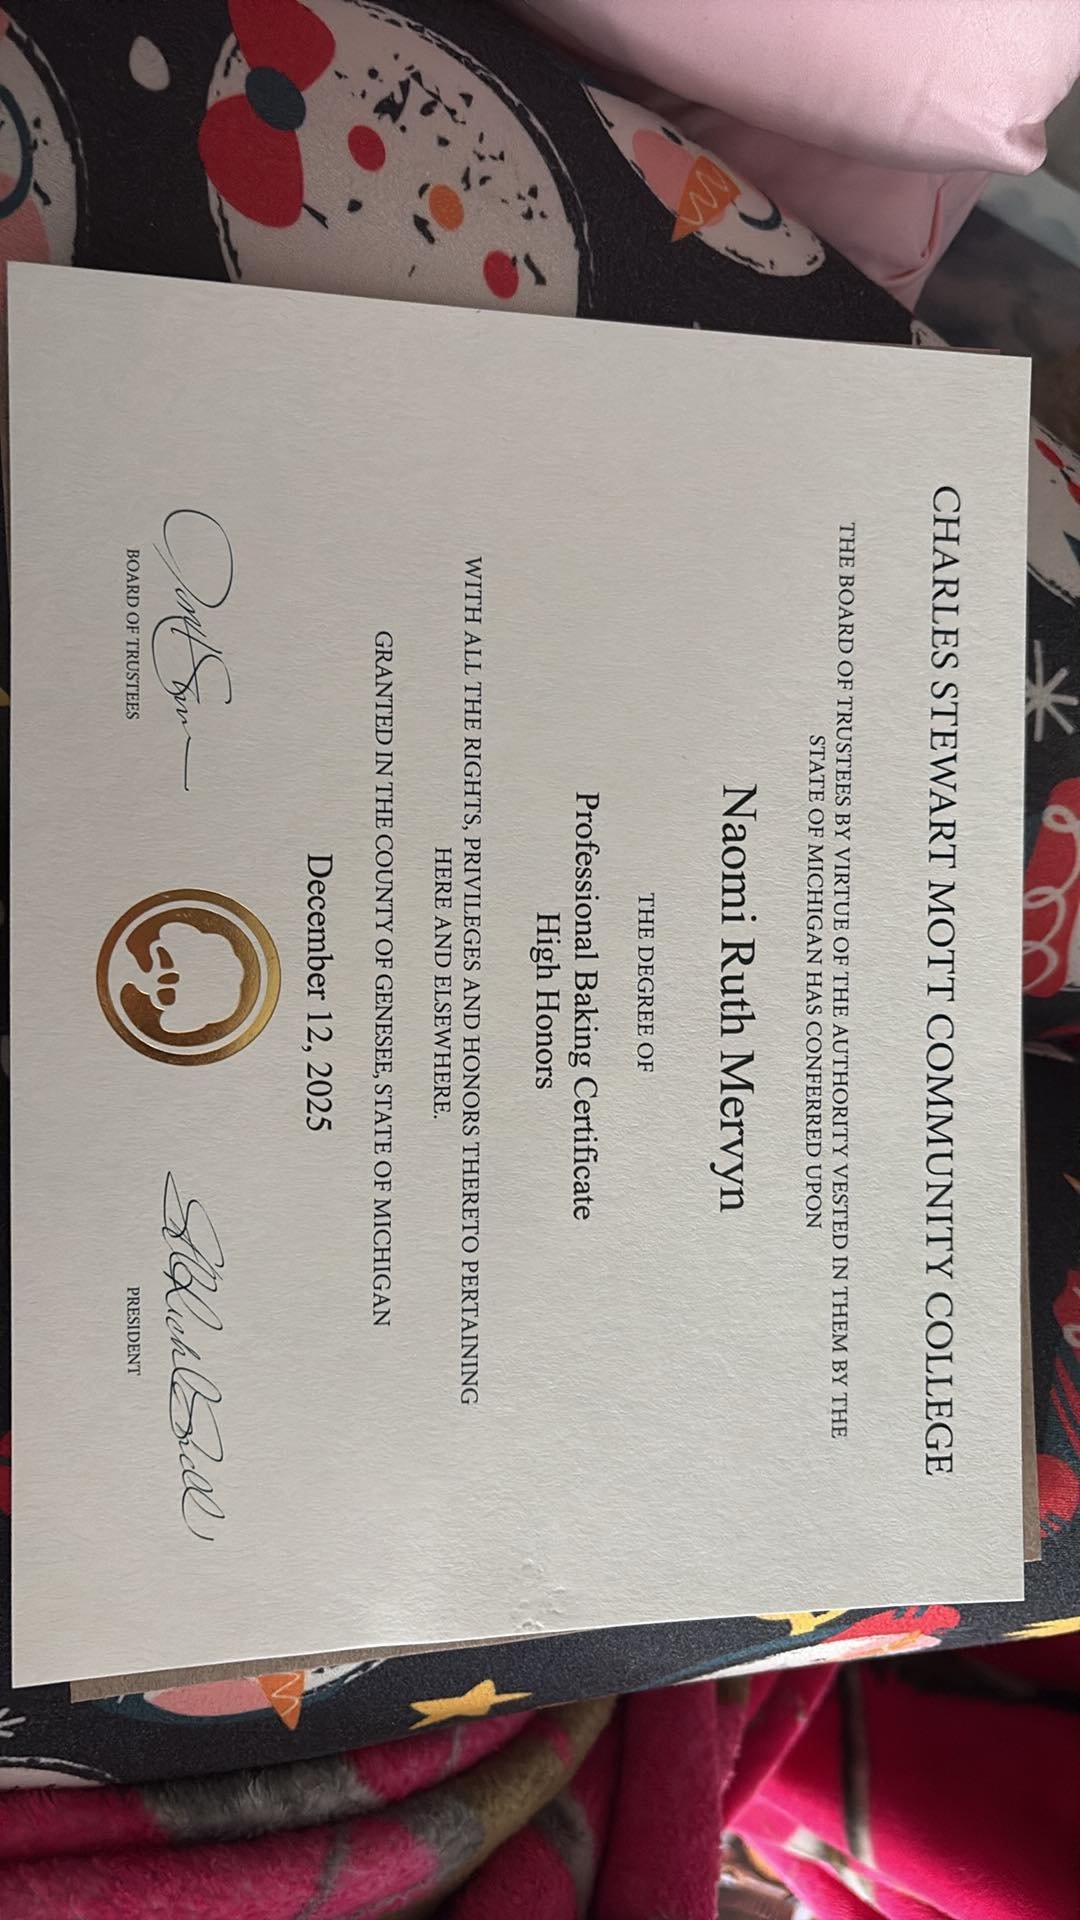 CHARLES STEWART MOTT COMMUNITY COLLEGE
THE BOARD OF TRUSTEES BY VIRTUE OF THE AUTHORITY VESTED IN THEM BY THE
STATE OF MICHIGAN HAS CONFERRED UPON
Naomi Ruth Mervyn
THE DEGREE OF
Professional Baking Certificate
High Honors
WITH ALL THE RIGHTS, PRIVILEGES AND HONORS THERETO PERTAINING
HERE AND ELSEWHERE.
GRANTED IN THE COUNTY OF GENESEE, STATE OF MICHIGAN
December 12, 2025
BOARD OF TRUSTEES
PRESIDENT